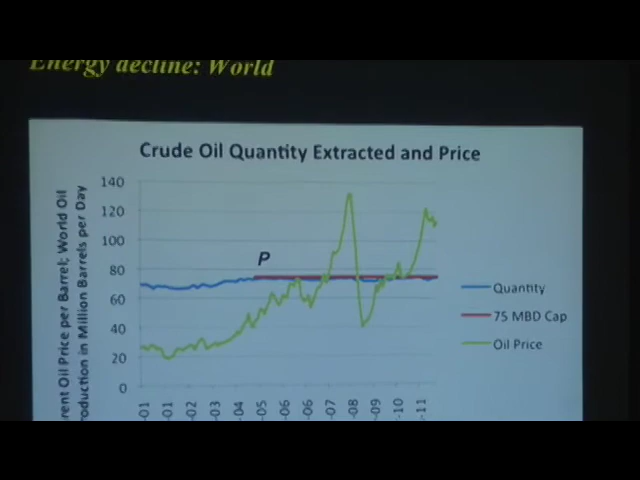 Energy decline: World
Crude Oil Quantity Extracted and Price
rent Oil Price per Barrel; World Oil
roduction in Million Barrels per Day
140
120
100
80
60
40
20
0
P
Quantity
75 MBD Cap
Oil Price
-01
-01
-02
-03
-04
-05
-06
-06
-07
-08
-09
-10
-11